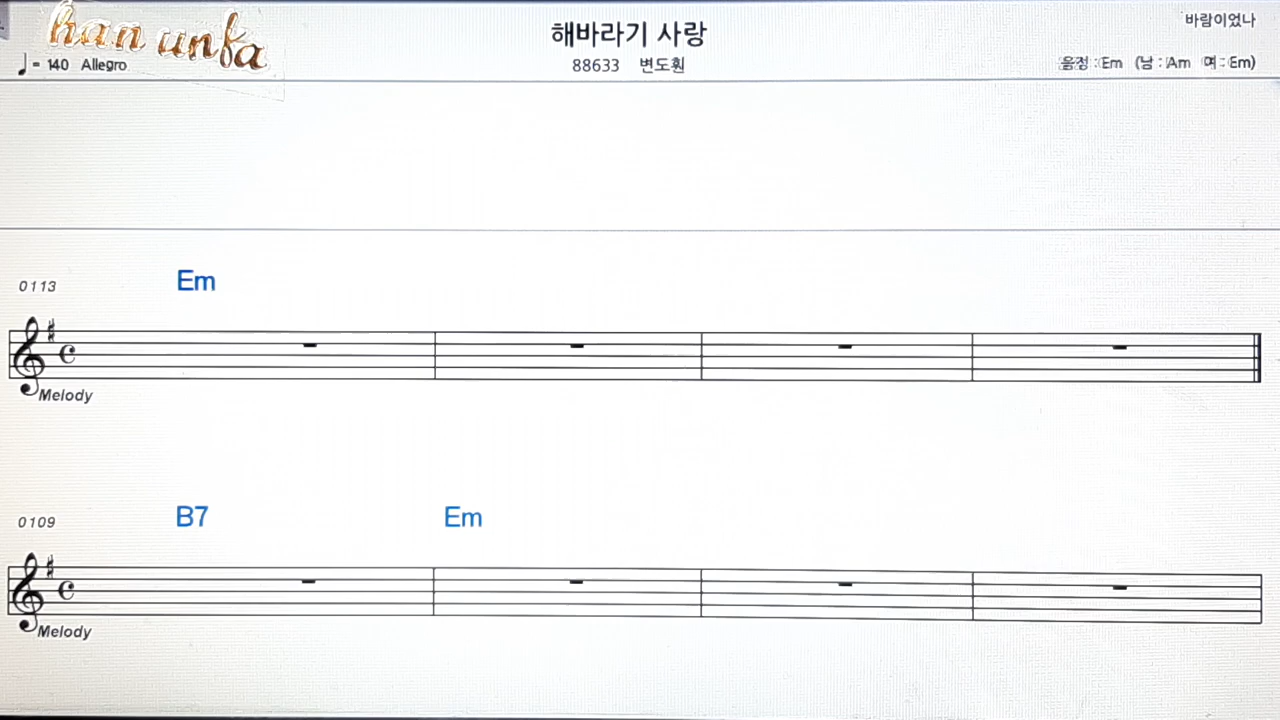 han unfa
해바라기 사랑
바람이었나
♩= 140 Allegro
88633 변도훤
음정 : Em (남 : Am 여 : Em)
0113
Em
Melody
0109
B7 Em
Melody